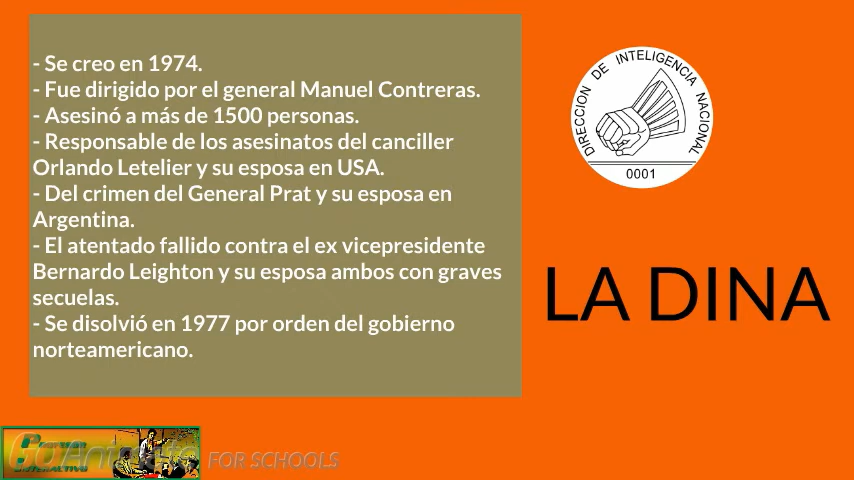 - Se creo en 1974.
- Fue dirigido por el general Manuel Contreras.
- Asesinó a más de 1500 personas.
- Responsable de los asesinatos del canciller
Orlando Letelier y su esposa en USA.
- Del crimen del General Prat y su esposa en
Argentina.
- El atentado fallido contra el ex vicepresidente
Bernardo Leighton y su esposa ambos con graves
secuelas.
- Se disolvió en 1977 por orden del gobierno
norteamericano.
DIRECCION DE INTELIGENCIA NACIONAL
0001
LA DINA
FOR SCHOOLS